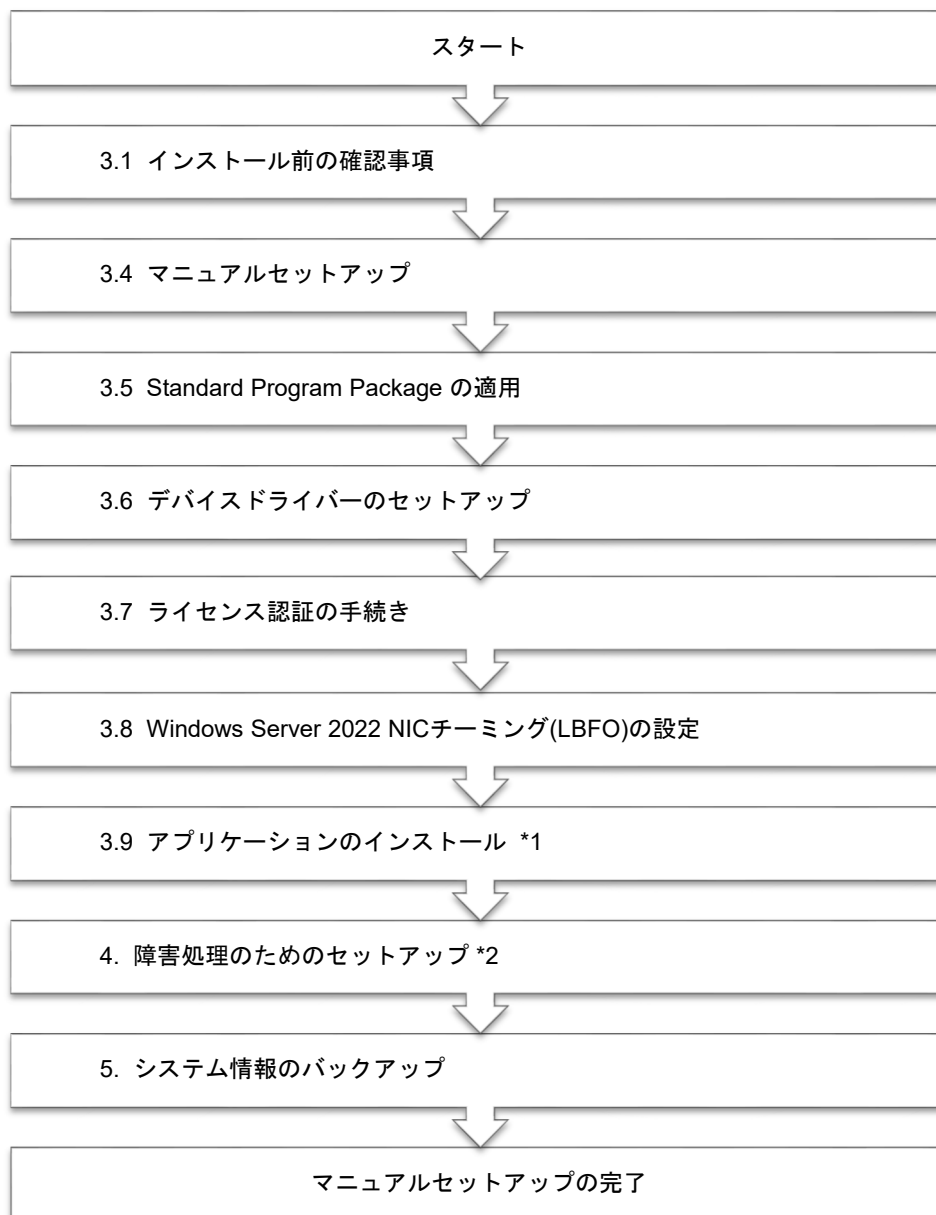 スタート
3.1 インストール前の確認事項
3.4 マニュアルセットアップ
3.5 Standard Program Package の適用
3.6 デバイスドライバーのセットアップ
3.7 ライセンス認証の手続き
3.8 Windows Server 2022 NICチーミング(LBFO)の設定
3.9 アプリケーションのインストール *1
4. 障害処理のためのセットアップ *2
5. システム情報のバックアップ
マニュアルセットアップの完了